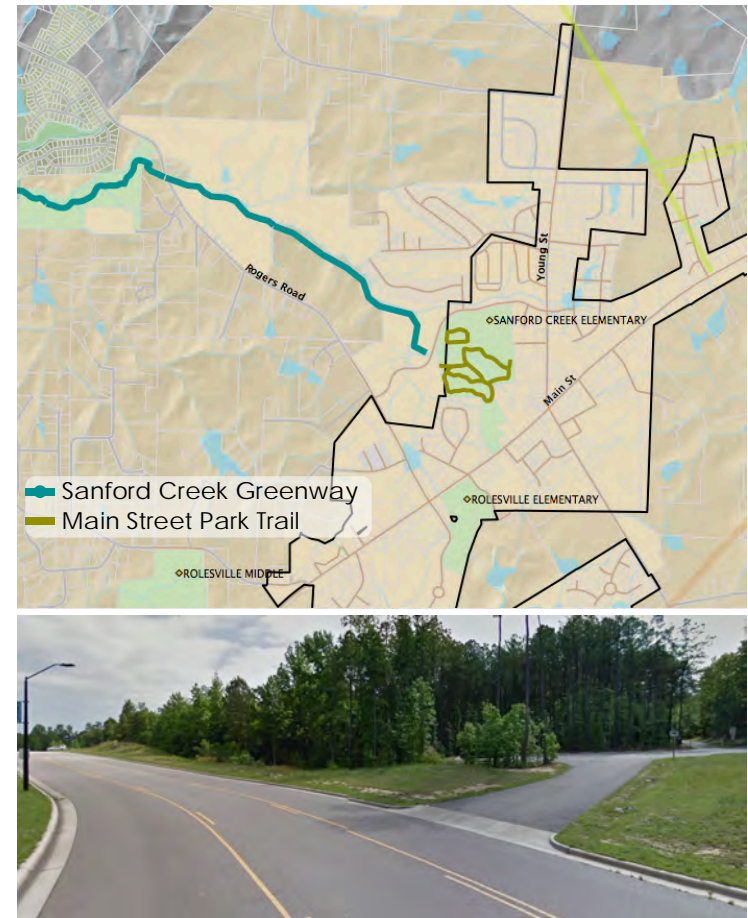 Rogers Road
Young St
SANFORD CREEK ELEMENTARY
Main St
Sanford Creek Greenway
ROLESVILLE ELEMENTARY
Main Street Park Trail
ROLESVILLE MIDDLE